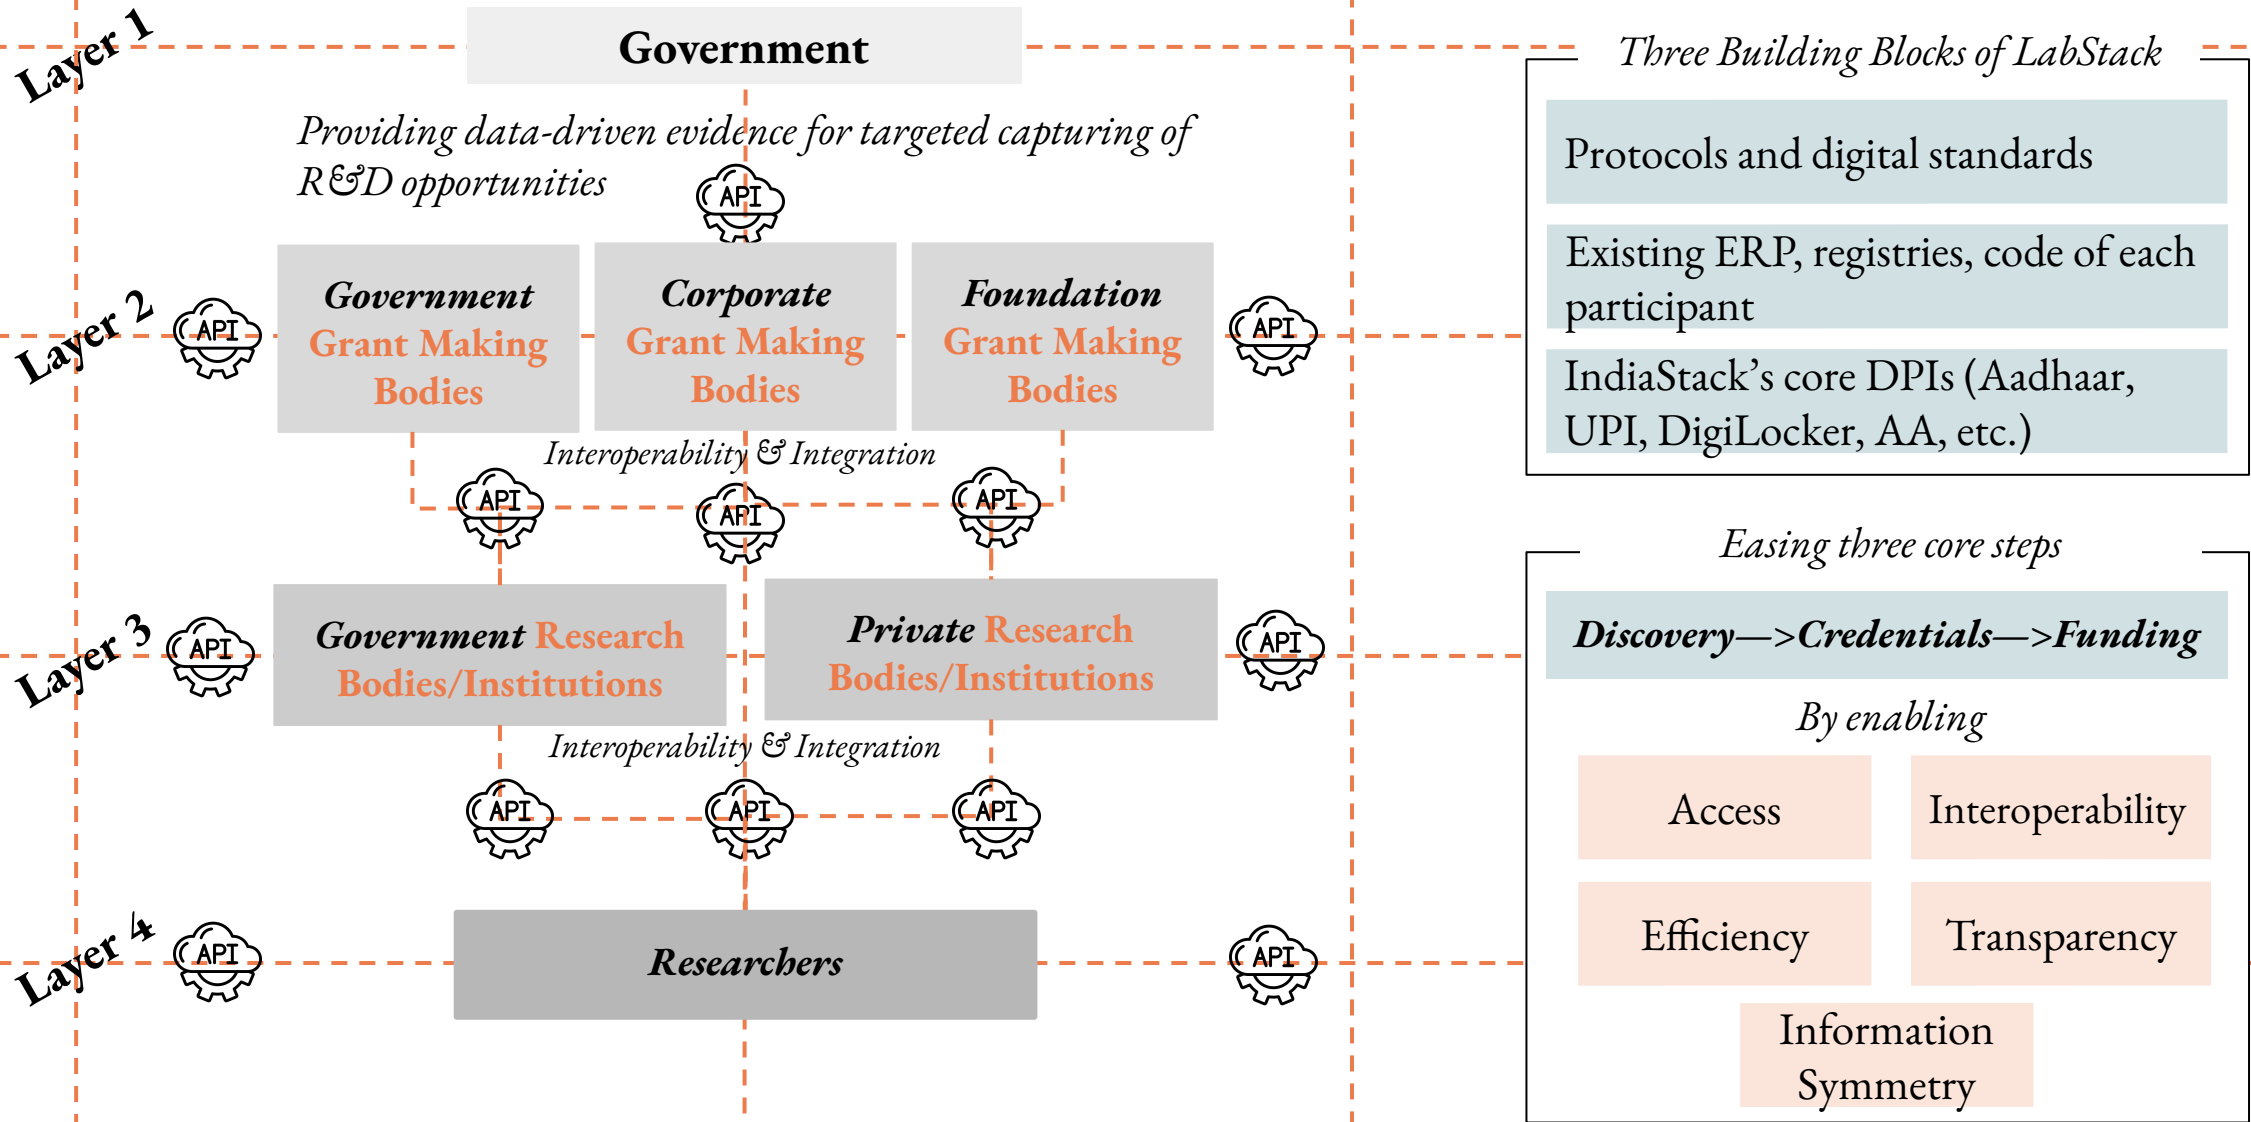 Layer 1
Government
Providing data-driven evidence for targeted capturing of
R&D opportunities
API
Layer 2
API
Government
Grant Making
Bodies
Corporate
Grant Making
Bodies
Foundation
Grant Making
Bodies
API
Interoperability & Integration
API
API
API
Layer 3
API
Government Research
Bodies/Institutions
Private Research
Bodies/Institutions
API
Interoperability & Integration
API
API
API
Layer 4
API
Researchers
API
Three Building Blocks of LabStack
Protocols and digital standards
Existing ERP, registries, code of each
participant
IndiaStack’s core DPIs (Aadhaar,
UPI, DigiLocker, AA, etc.)
Easing three core steps
Discovery—>Credentials—>Funding
By enabling
Access
Interoperability
Efficiency
Transparency
Information
Symmetry